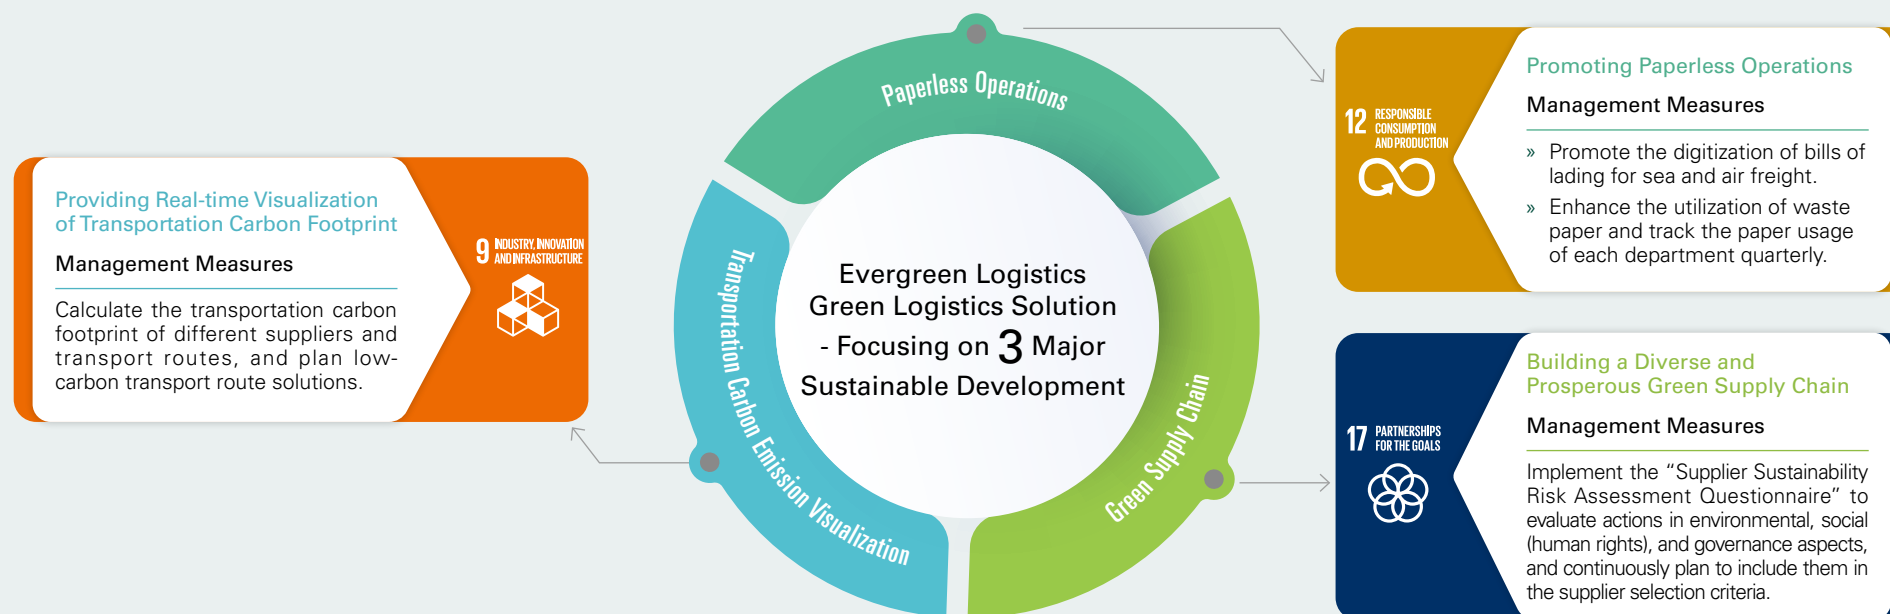 Paperless Operations
Transportation Carbon Emission Visualization
Green Supply Chain
Evergreen Logistics
Green Logistics Solution
- Focusing on 3 Major
Sustainable Development
Providing Real-time Visualization
of Transportation Carbon Footprint
Management Measures
Calculate the transportation carbon
footprint of different suppliers and
transport routes, and plan low-
carbon transport route solutions.
9 INDUSTRY, INNOVATION
AND INFRASTRUCTURE
12 RESPONSIBLE
CONSUMPTION
AND PRODUCTION
Promoting Paperless Operations
Management Measures
» Promote the digitization of bills of
lading for sea and air freight.
» Enhance the utilization of waste
paper and track the paper usage
of each department quarterly.
17 PARTNERSHIPS
FOR THE GOALS
Building a Diverse and
Prosperous Green Supply Chain
Management Measures
Implement the “Supplier Sustainability
Risk Assessment Questionnaire” to
evaluate actions in environmental, social
(human rights), and governance aspects,
and continuously plan to include them in
the supplier selection criteria.